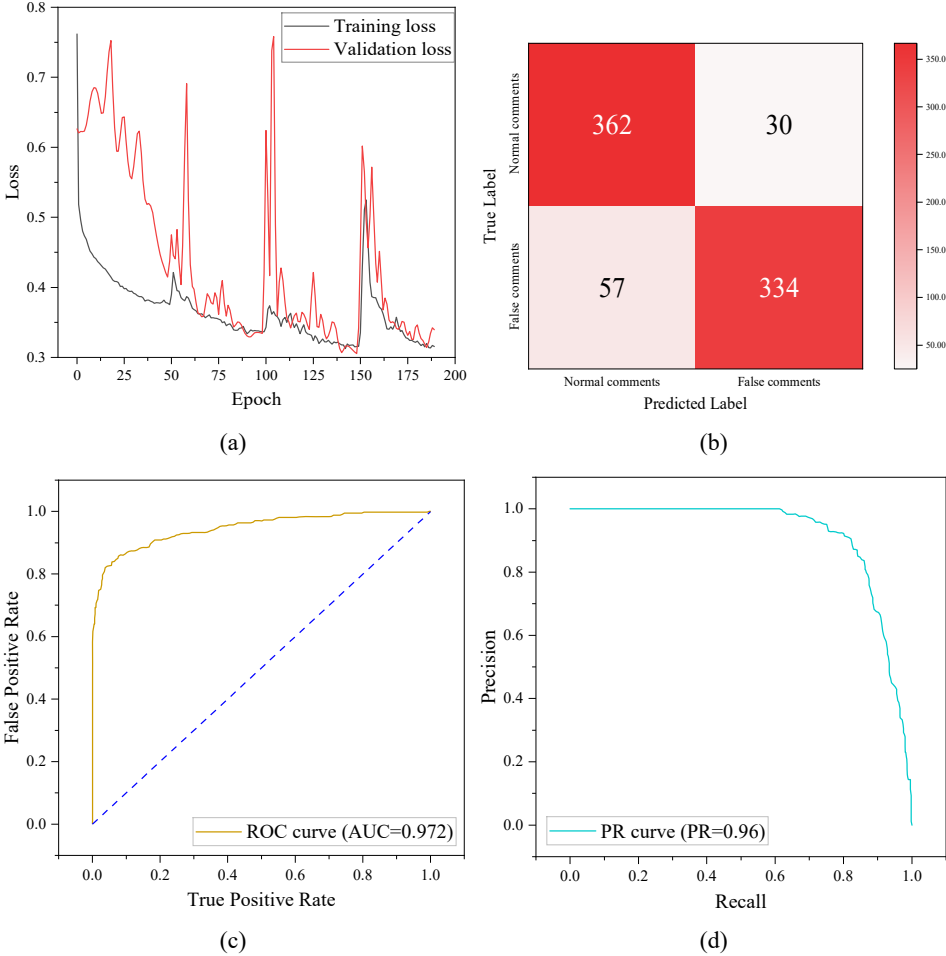 0.8
0.7
0.6
0.5
0.4
0.3
Loss
Training loss
Validation loss
0 25 50 75 100 125 150 175 200
Epoch
(a)
True Label
Normal comments
False comments
362 30
57 334
Normal comments False comments
Predicted Label
350.00
300.0
250.0
200.0
150.0
100.0
50.00
(b)
False Positive Rate
1.0
0.8
0.6
0.4
0.2
0.0
ROC curve (AUC=0.972)
0.0 0.2 0.4 0.6 0.8 1.0
True Positive Rate
(c)
Precision
1.0
0.8
0.6
0.4
0.2
0.0
PR curve (PR=0.96)
0.0 0.2 0.4 0.6 0.8 1.0
Recall
(d)